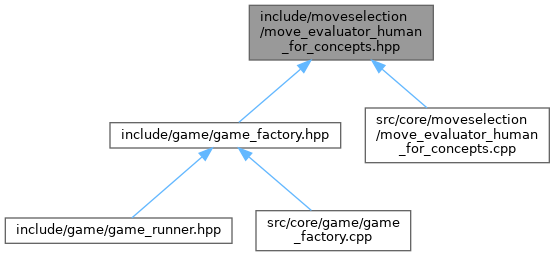 include/moveselection
/move_evaluator_human
_for_concepts.hpp
include/game/game_factory.hpp
src/core/moveselection
/move_evaluator_human
_for_concepts.cpp
include/game/game_runner.hpp
src/core/game/game
_factory.cpp